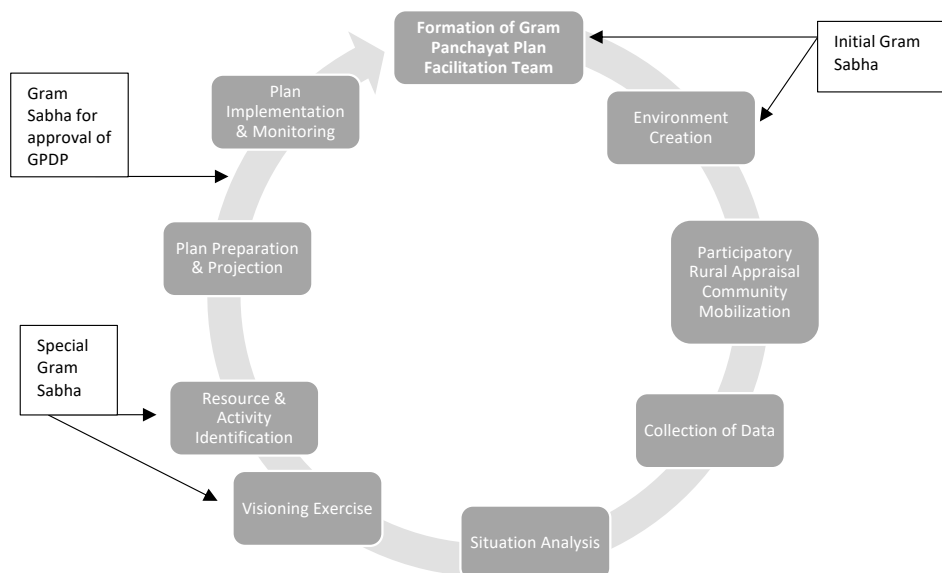 Formation of Gram
Panchayat Plan
Facilitation Team
Initial Gram
Sabha
Environment
Creation
Participatory
Rural Appraisal
Community
Mobilization
Collection of Data
Situation Analysis
Visioning Exercise
Resource &
Activity
Identification
Special
Gram
Sabha
Plan Preparation
& Projection
Gram
Sabha for
approval of
GPDP
Plan
Implementation
& Monitoring